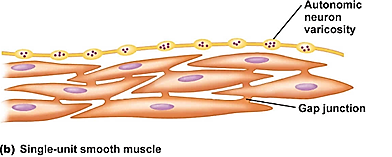 Autonomic
neuron
varicosity
Gap junction
(b) Single-unit smooth muscle